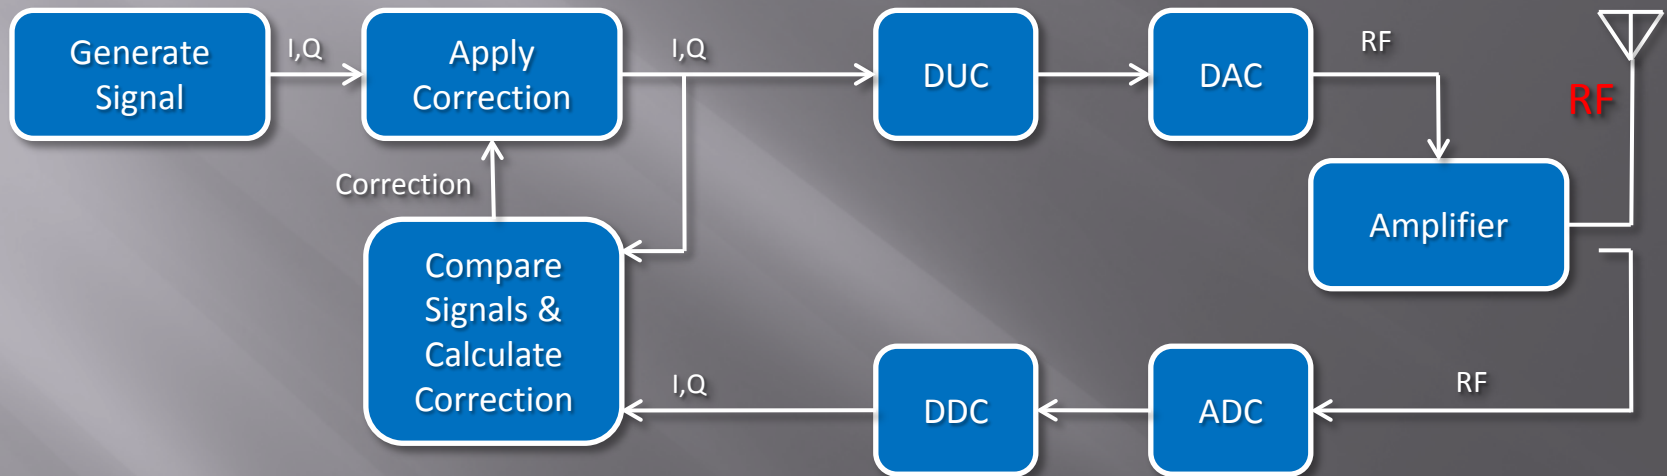 Generate
Signal
I,Q
Apply
Correction
I,Q
DUC
DAC
RF
RF
Correction
Compare
Signals &
Calculate
Correction
Amplifier
I,Q
DDC
ADC
RF